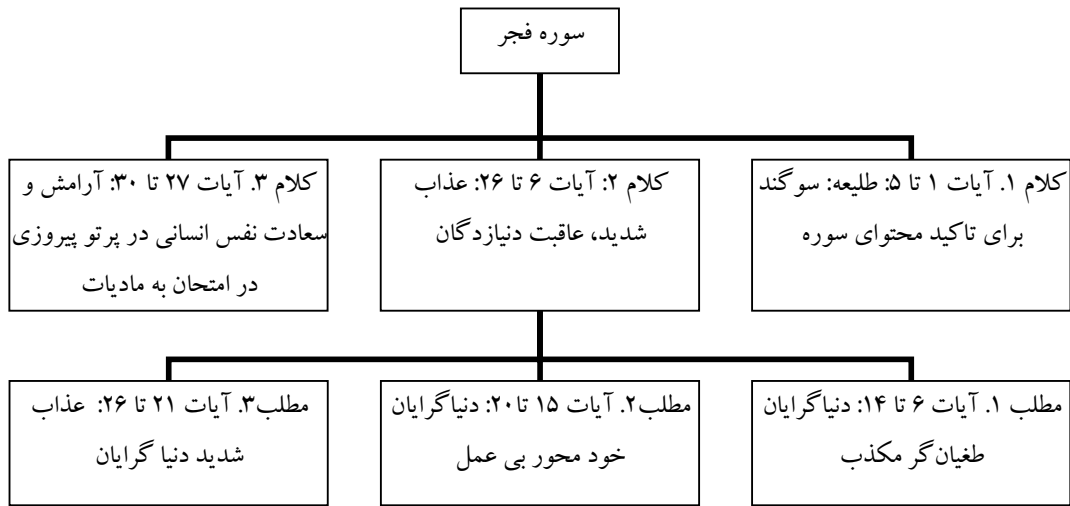 سوره فجر
کلام ۱. آیات ۱ تا ۵: طلیعه: سوگند
برای تاکید محتوای سوره
کلام ۲: آیات ۶ تا ۲۶: عذاب
شدید، عاقبت دنیازدگان
کلام ۳. آیات ۲۷ تا ۳۰: آرامش و
سعادت نفس انسانی در پرتو پیروزی
در امتحان به مادیات
مطلب ۱. آیات ۶ تا ۱۴: دنیاگرایان
طغیان‌گر مکذب
مطلب۲. آیات ۱۵ تا۲۰: دنیاگرایان
خود محور بی عمل
مطلب۳. آیات ۲۱ تا ۲۶: عذاب
شدید دنیا گرایان